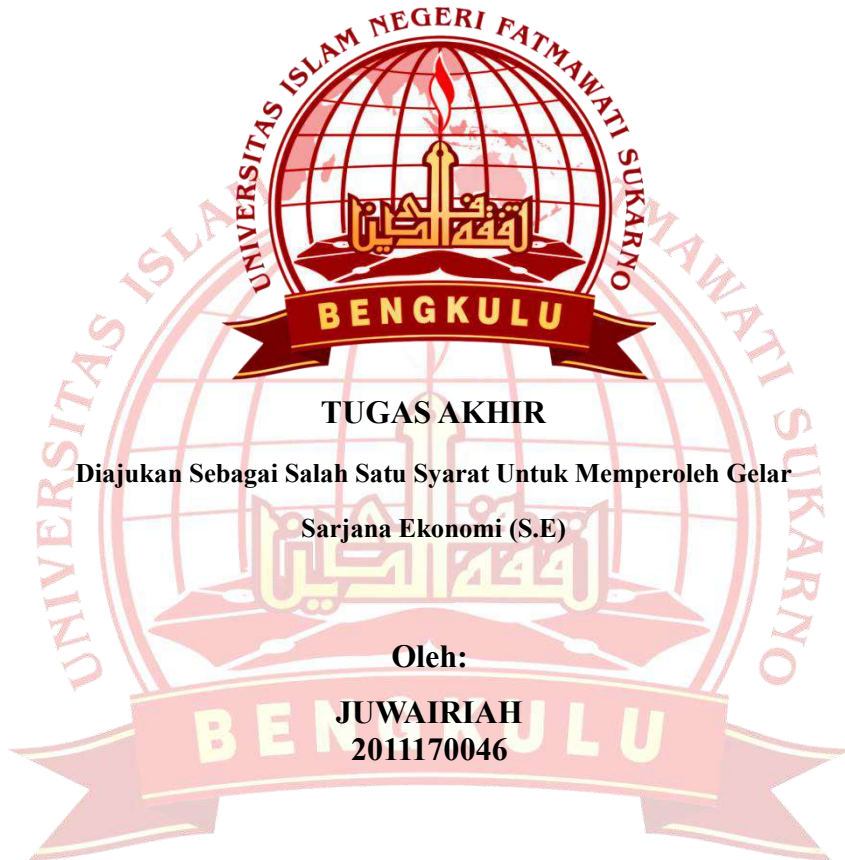 UNIVERSITAS ISLAM NEGERI FATMAWATI SUKARNO
BENGKULU
TUGAS AKHIR
Diajukan Sebagai Salah Satu Syarat Untuk Memperoleh Gelar
Sarjana Ekonomi (S.E)
Oleh:
JUWAIRIAH
2011170046